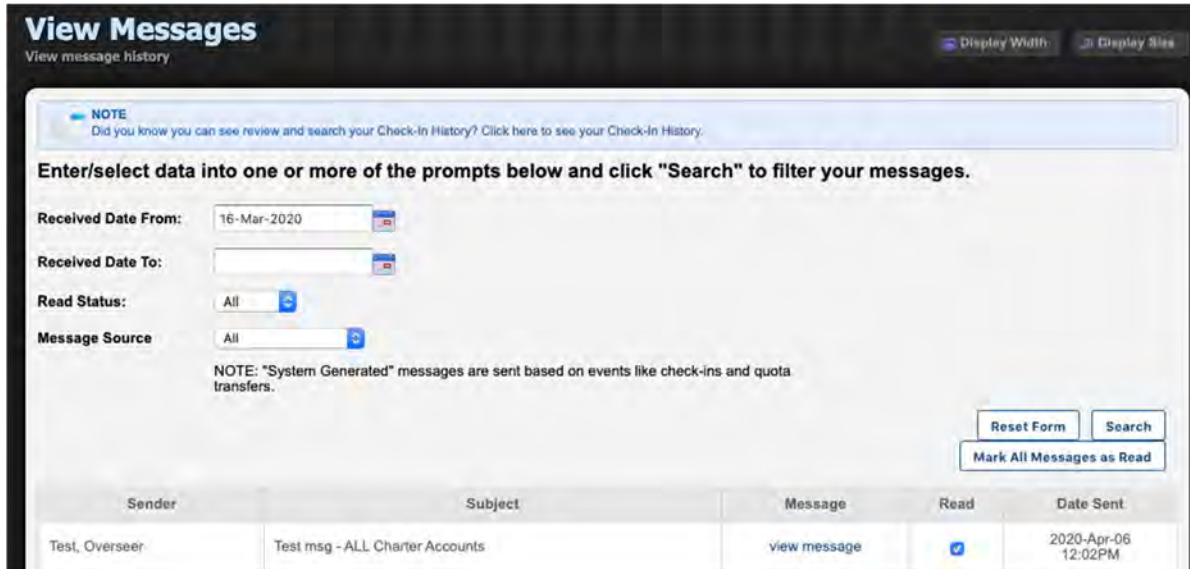 View Messages
View message history
Display Width
Display Size
NOTE
Did you know you can see review and search your Check-In History? Click here to see your Check-In History.
Enter/select data into one or more of the prompts below and click "Search" to filter your messages.
Received Date From: 16-Mar-2020
Received Date To:
Read Status: All
Message Source All
NOTE: "System Generated" messages are sent based on events like check-ins and quota
transfers.
Reset Form Search
Mark All Messages as Read
Sender Subject Message Read Date Sent
Test, Overseer Test msg - ALL Charter Accounts view message 2020-Apr-06
12:02PM